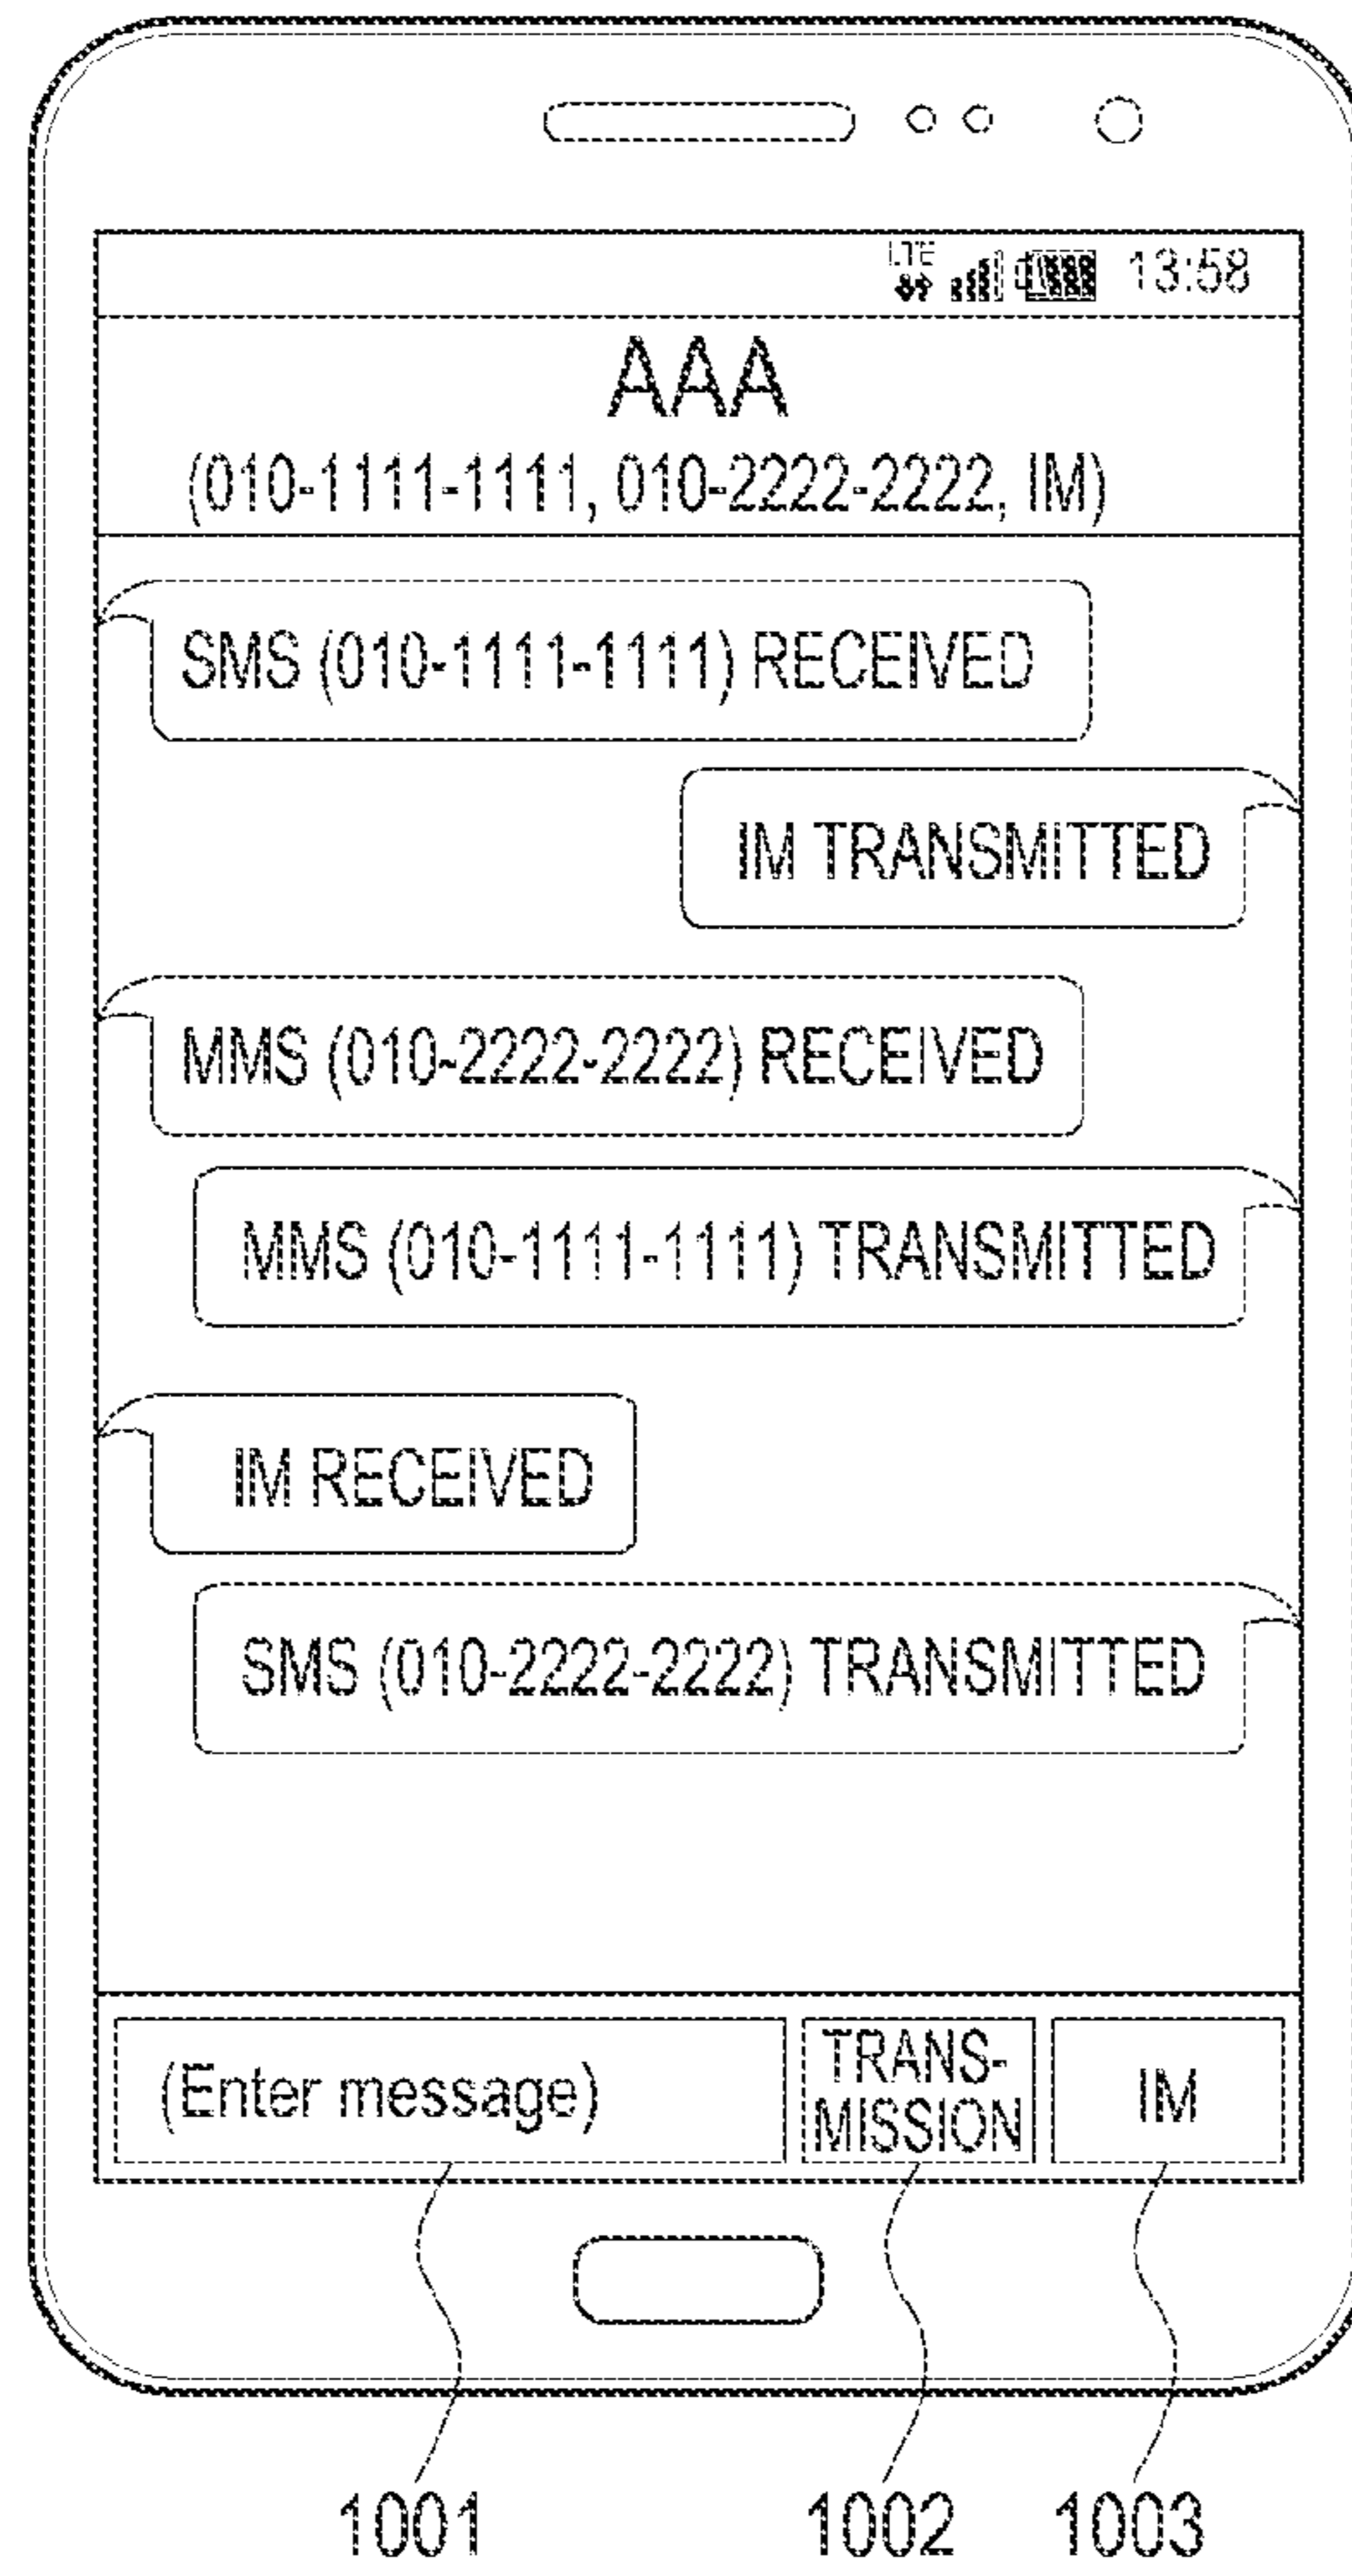 LTE 13:58
AAA
(010-1111-1111, 010-2222-2222, IM)
SMS (010-1111-1111) RECEIVED
IM TRANSMITTED
MMS (010-2222-2222) RECEIVED
MMS (010-1111-1111) TRANSMITTED
IM RECEIVED
SMS (010-2222-2222) TRANSMITTED
(Enter message)
TRANS-
MISSION
IM
1001 1002 1003